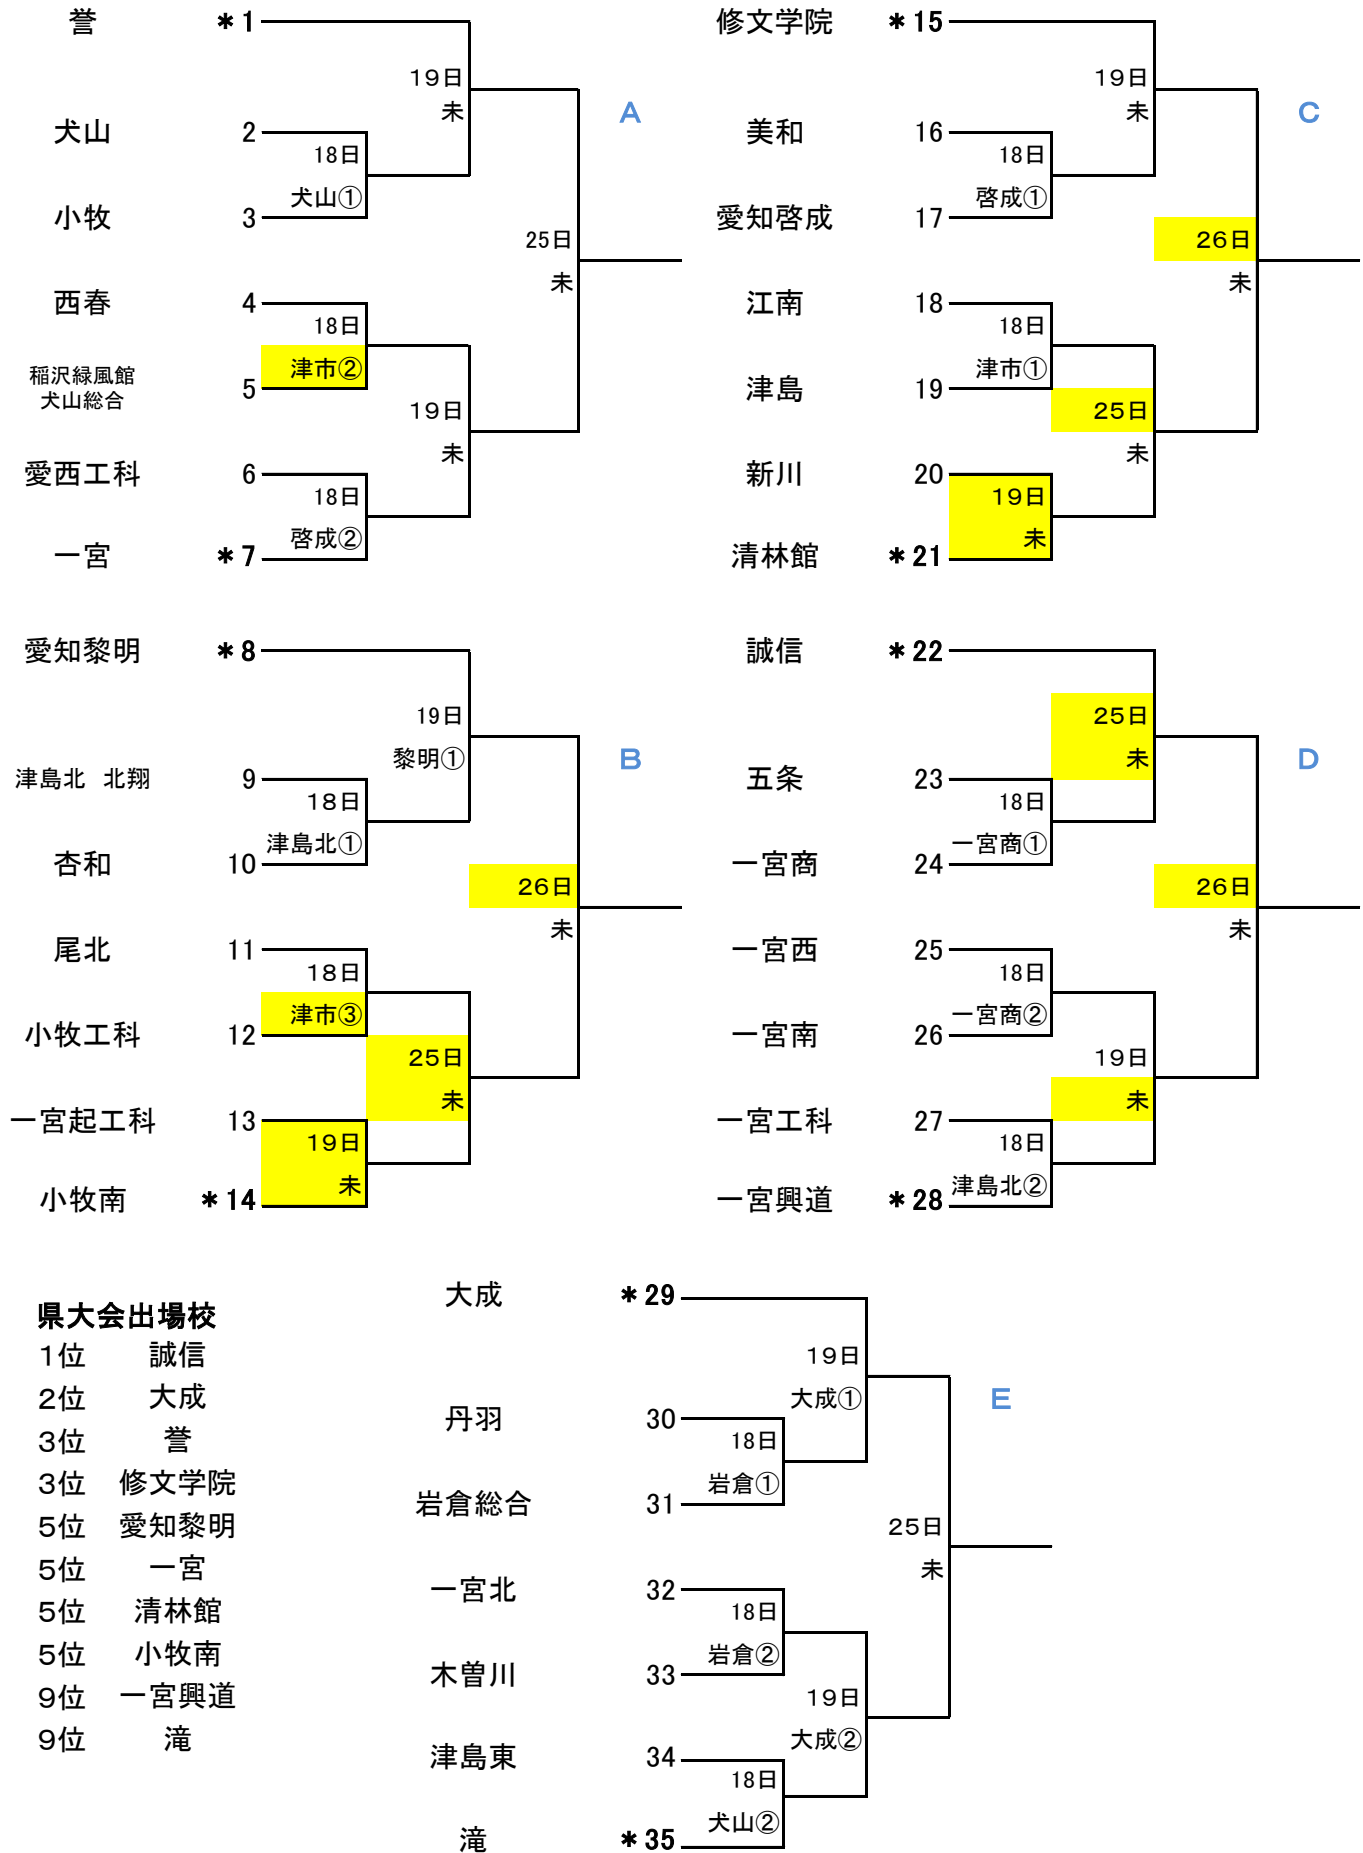 誉 ＊1
19日
未
A
犬山 2
18日
犬山①
小牧 3
25日
未
西春 4
18日
津市②
稲沢緑風館
犬山総合
5
19日
未
愛西工科 6
18日
啓成②
一宮 ＊7
修文学院 ＊15
19日
未
C
美和 16
18日
啓成①
愛知啓成 17
26日
未
江南 18
18日
津市①
津島 19
25日
未
新川 20
19日
未
清林館 ＊21
愛知黎明 ＊8
19日
黎明①
B
津島北 北翔 9
18日
津島北①
杏和 10
26日
未
尾北 11
18日
津市③
小牧工科 12
25日
未
一宮起工科 13
19日
未
小牧南 ＊14
誠信 ＊22
25日
未
D
五条 23
18日
一宮商①
一宮商 24
26日
未
一宮西 25
18日
一宮商②
一宮南 26
19日
未
一宮工科 27
18日
津島北②
一宮興道 ＊28
県大会出場校
1位 誠信
2位 大成
3位 誉
3位 修文学院
5位 愛知黎明
5位 一宮
5位 清林館
5位 小牧南
9位 一宮興道
9位 滝
大成 ＊29
19日
大成①
E
丹羽 30
18日
岩倉①
岩倉総合 31
25日
未
一宮北 32
18日
岩倉②
木曽川 33
19日
大成②
津島東 34
18日
犬山②
滝 ＊35